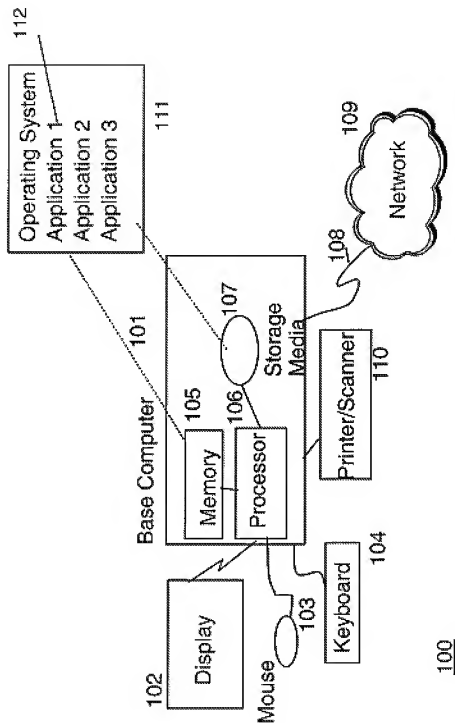 112
Operating System
Application 1
Application 2
Application 3
111
Base Computer
101
105
Memory
106
Processor
107
Storage
Media
108
109
Network
102
Display
Mouse
103
Keyboard
104
Printer/Scanner
110
100